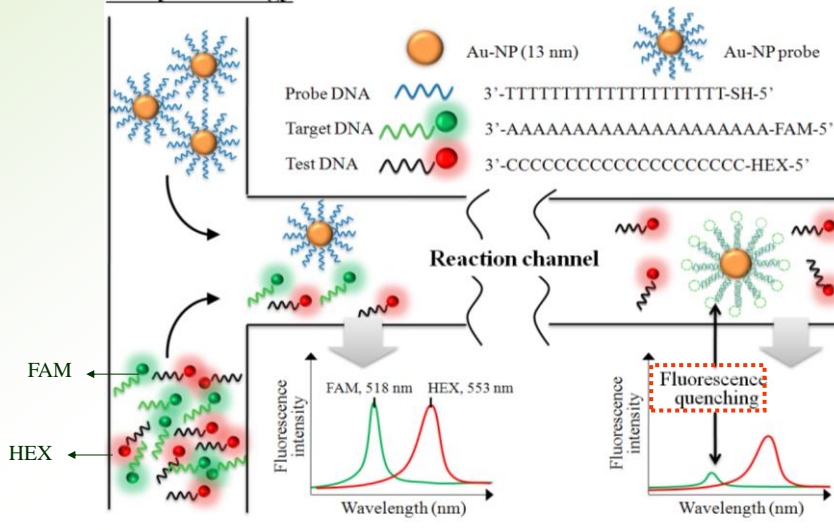 Au-NP (13 nm)
Au-NP probe
Probe DNA
3’-TTTTTTTTTTTTTTTTTTTT-SH-5’
Target DNA
3’-AAAAAAAAAAAAAAAAAAAA-FAM-5’
Test DNA
3’-CCCCCCCCCCCCCCCCCCCC-HEX-5’
Reaction channel
FAM
HEX
FAM, 518 nm
HEX, 553 nm
Fluorescence
intensity
Wavelength (nm)
Fluorescence
quenching
Fluorescence
intensity
Wavelength (nm)